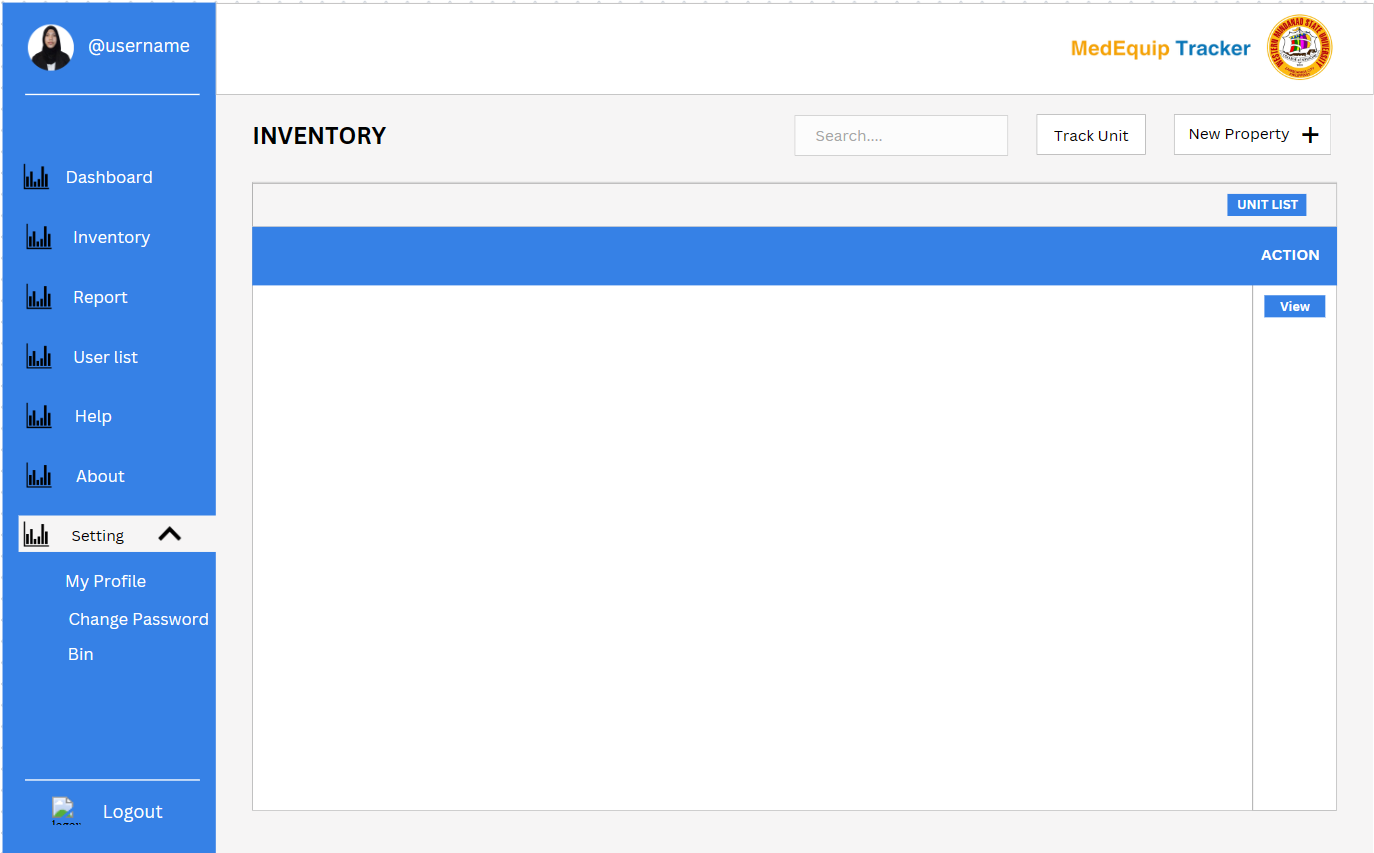 @username
MedEquip Tracker
WESTERN MINDANAO STATE UNIVERSITY
INVENTORY
Search....
Track Unit
New Property +
UNIT LIST
ACTION
View
Dashboard
Inventory
Report
User list
Help
About
Setting
My Profile
Change Password
Bin
Logout